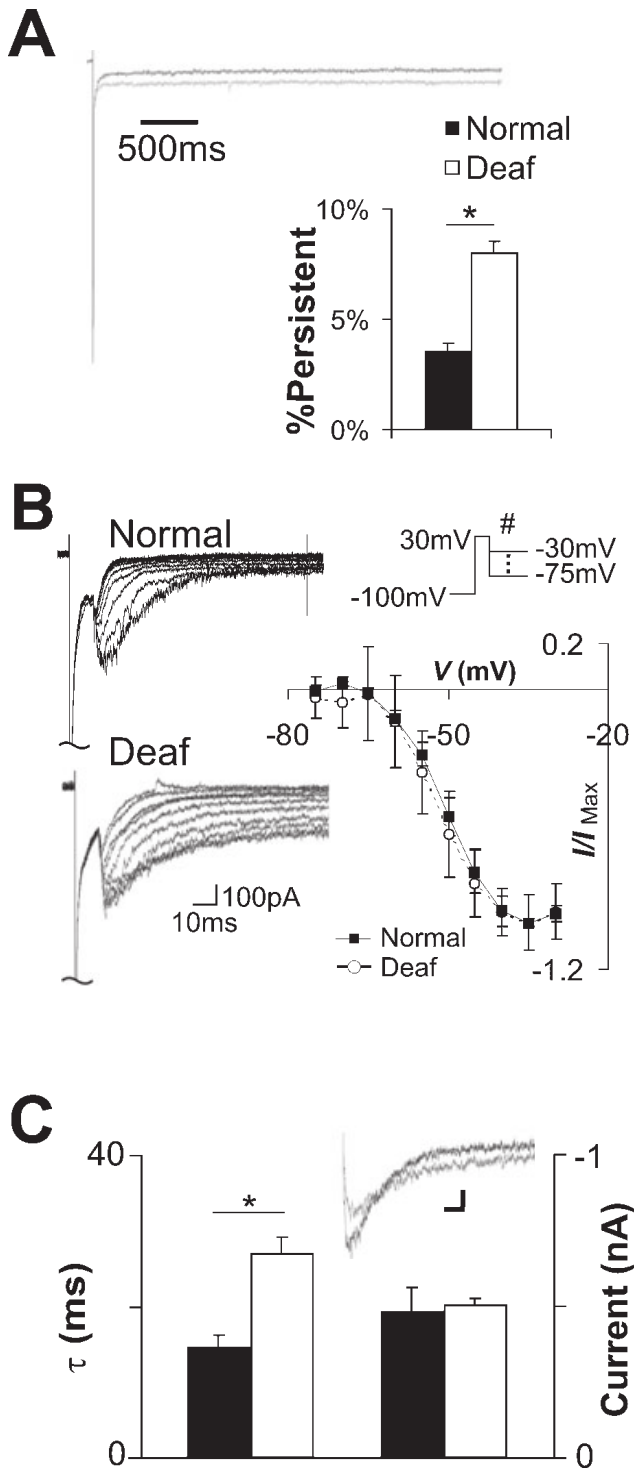 A
500ms
Normal
Deaf
*
10%
5%
0%
%Persistent
B
Normal
#
30mV
-30mV
-75mV
-100mV
0.2
V (mV)
-80
-50
-20
I/I Max
Deaf
100pA
10ms
Normal
Deaf
-1.2
C
40
-1
*
τ (ms)
Current (nA)
0
0